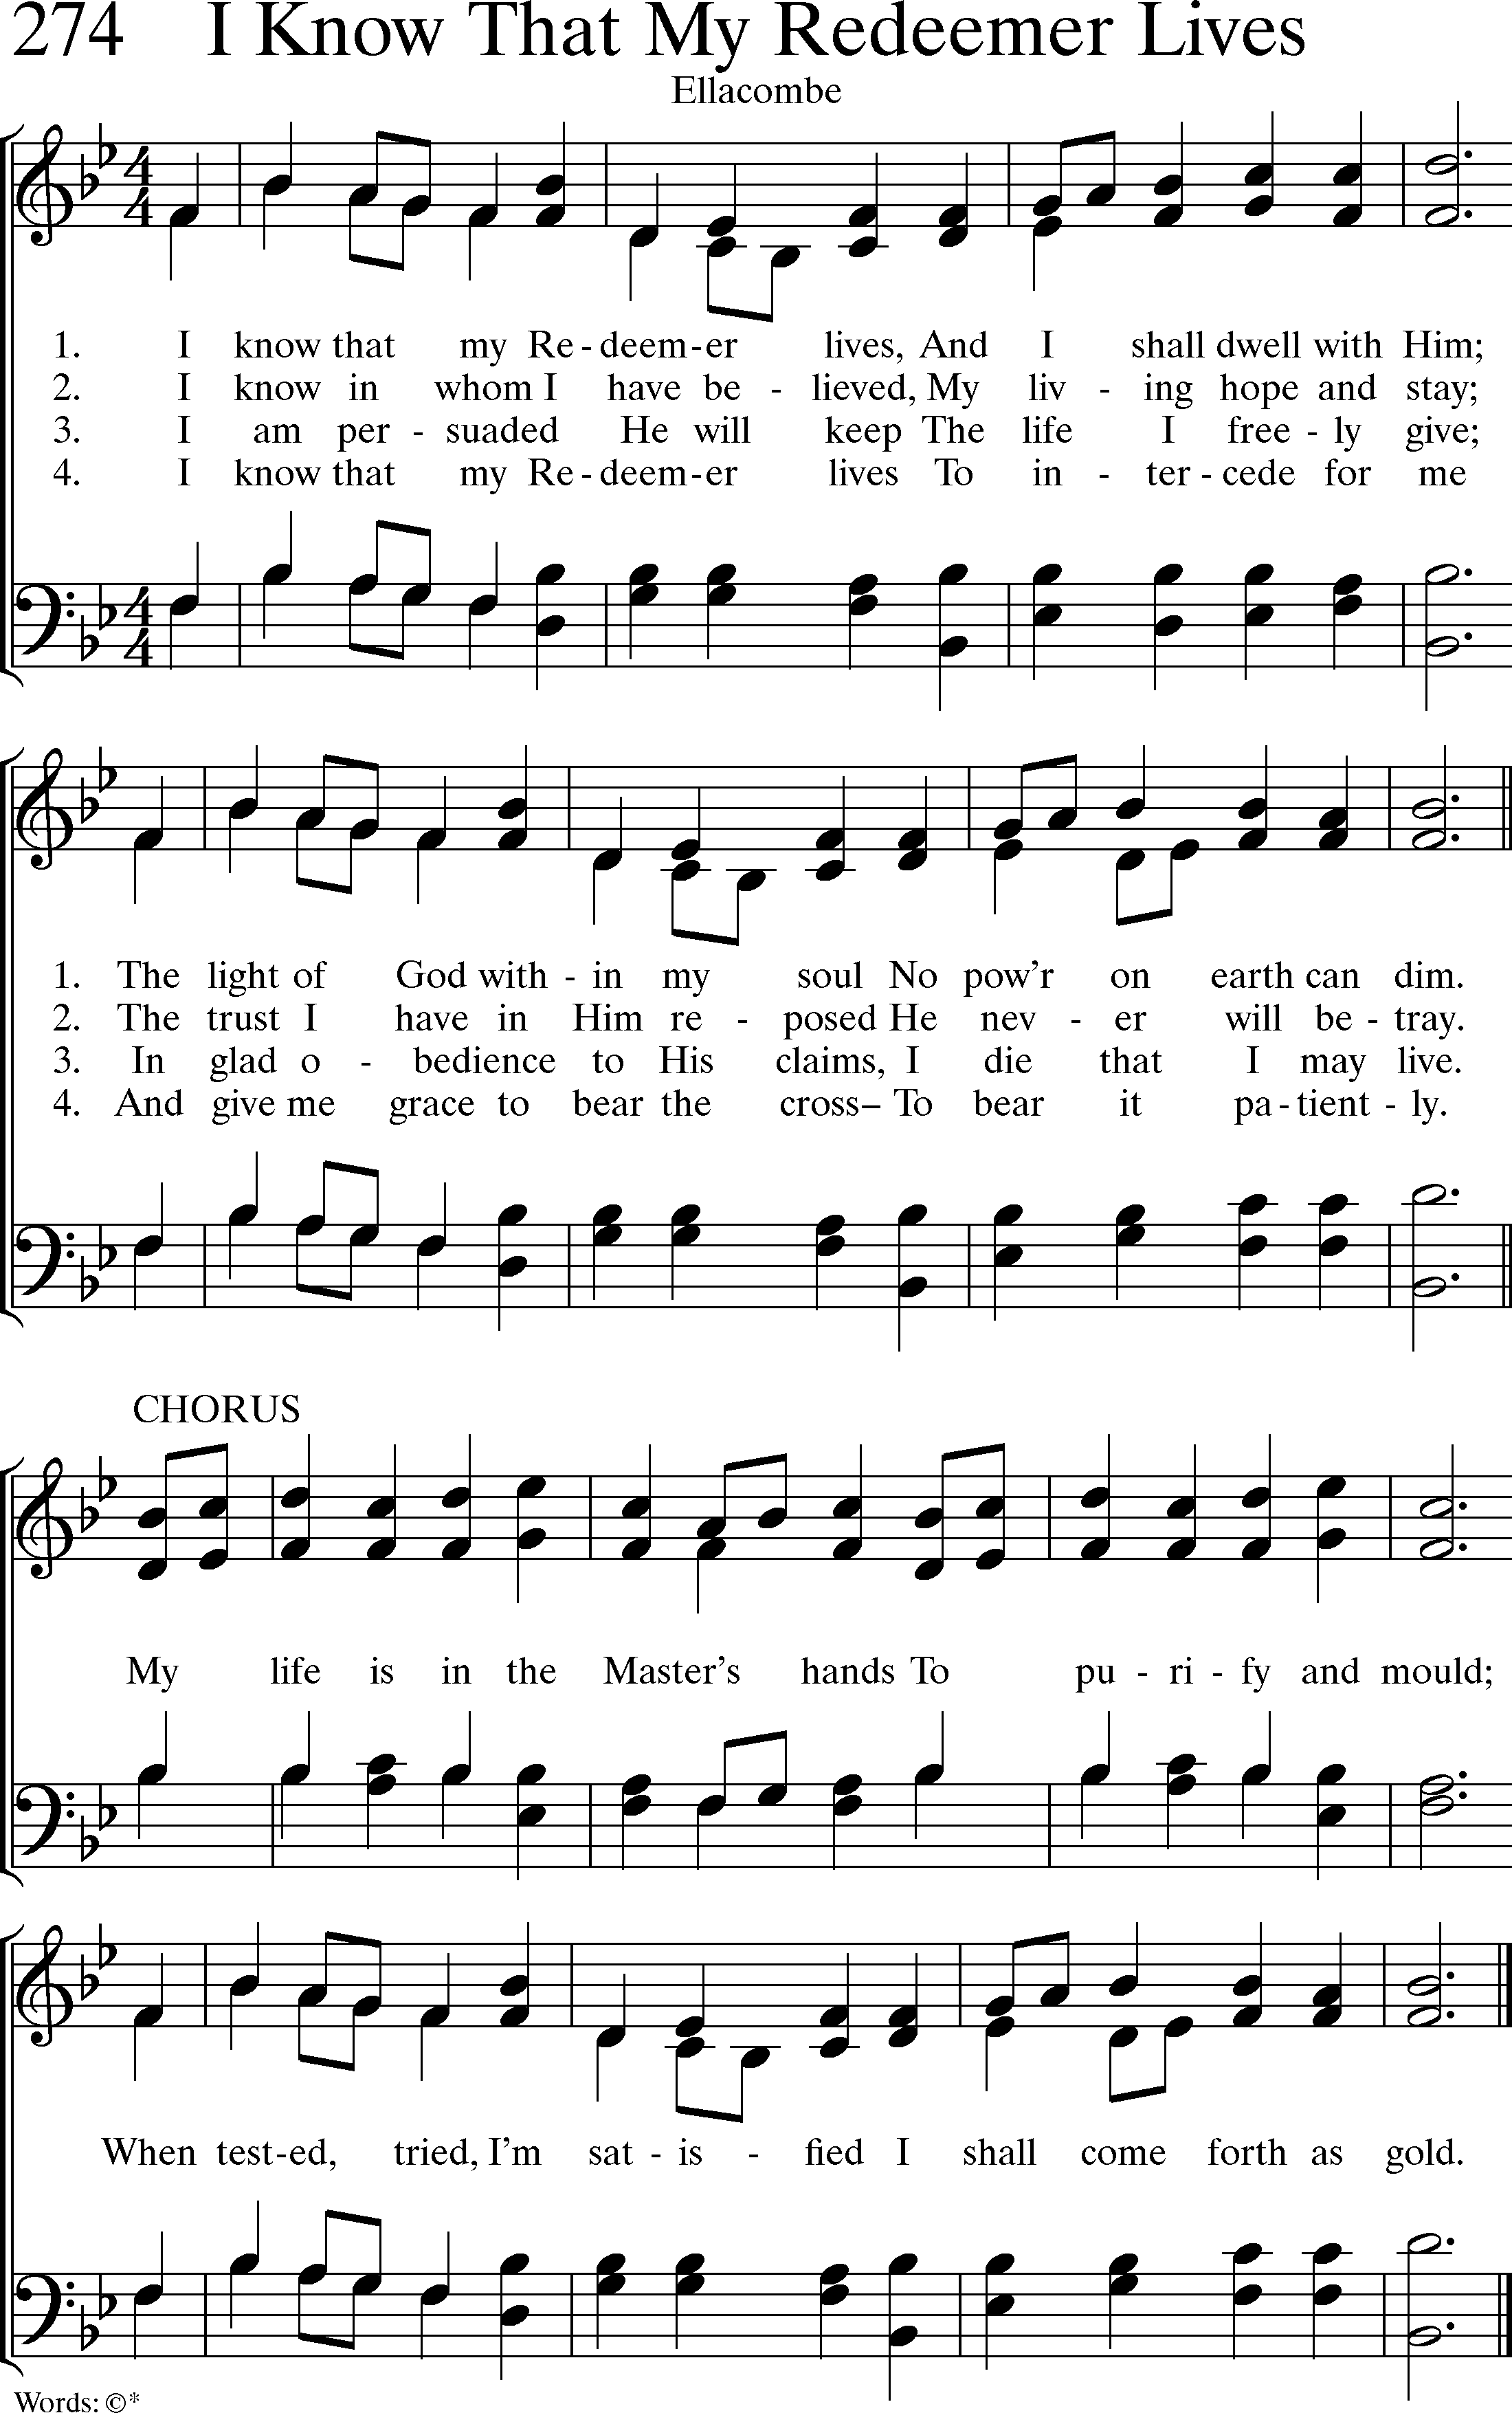 274 I Know That My Redeemer Lives
Ellacombe
1. I know that my Re - deem - er lives, And I shall dwell with Him;
2. I know in whom I have be - lieved, My liv - ing hope and stay;
3. I am per - suaded He will keep The life I free - ly give;
4. I know that my Re - deem - er lives To in - ter - cede for me
1. The light of God with - in my soul No pow'r on earth can dim.
2. The trust I have in Him re - posed He nev - er will be - tray.
3. In glad o - bedience to His claims, I die that I may live.
4. And give me grace to bear the cross– To bear it pa - tient - ly.
CHORUS
My life is in the Master's hands To pu - ri - fy and mould;
When test - ed, tried, I'm sat - is - fied I shall come forth as gold.
Words: ©*